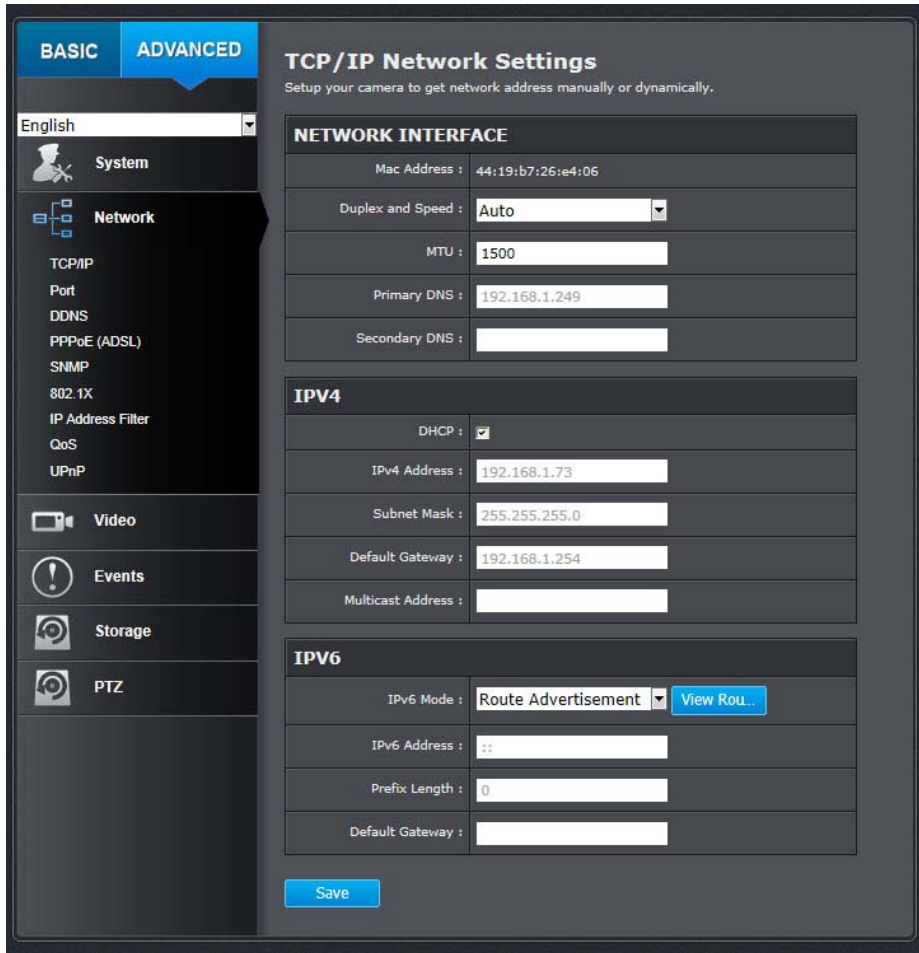 BASIC ADVANCED
English
System
Network
TCP/IP
Port
DDNS
PPPoE (ADSL)
SNMP
802.1X
IP Address Filter
QoS
UPnP
Video
Events
Storage
PTZ
TCP/IP Network Settings
Setup your camera to get network address manually or dynamically.
NETWORK INTERFACE
Mac Address : 44:19:b7:26:e4:06
Duplex and Speed : Auto
MTU : 1500
Primary DNS : 192.168.1.249
Secondary DNS :
IPV4
DHCP :
IPv4 Address : 192.168.1.73
Subnet Mask : 255.255.255.0
Default Gateway : 192.168.1.254
Multicast Address :
IPV6
IPv6 Mode : Route Advertisement View Rou...
IPv6 Address : ::
Prefix Length : 0
Default Gateway :
Save